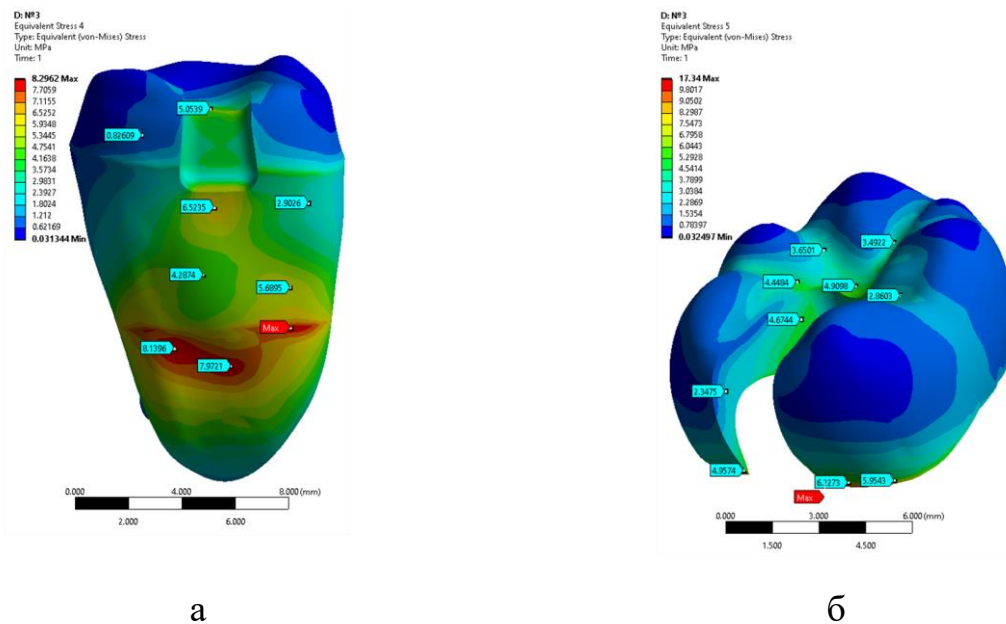 D: №3
Equivalent Stress 4
Type: Equivalent (von-Mises) Stress
Unit: MPa
Time: 1
8.2962 Max
7.7059
7.1155
6.5252
5.9348
5.3445
4.7541
4.1638
3.5734
2.9831
2.3927
1.8024
1.212
0.62169
0.031344 Min
5.0539
0.82609
6.5235
2.9026
4.2874
5.6895
Max
8.1396
7.9721
0.000
4.000
8.000 (mm)
2.000
6.000
а
D: №3
Equivalent Stress 5
Type: Equivalent (von-Mises) Stress
Unit: MPa
Time: 1
17.34 Max
9.8017
9.0502
8.2987
7.5473
6.7958
6.0443
5.2928
4.5414
3.7899
3.0384
2.2869
1.5354
0.78397
0.032497 Min
3.6501
3.4922
4.4484
4.9098
2.8603
4.6744
2.3475
4.9574
5.9543
Max
0.000
3.000
6.000 (mm)
1.500
4.500
б